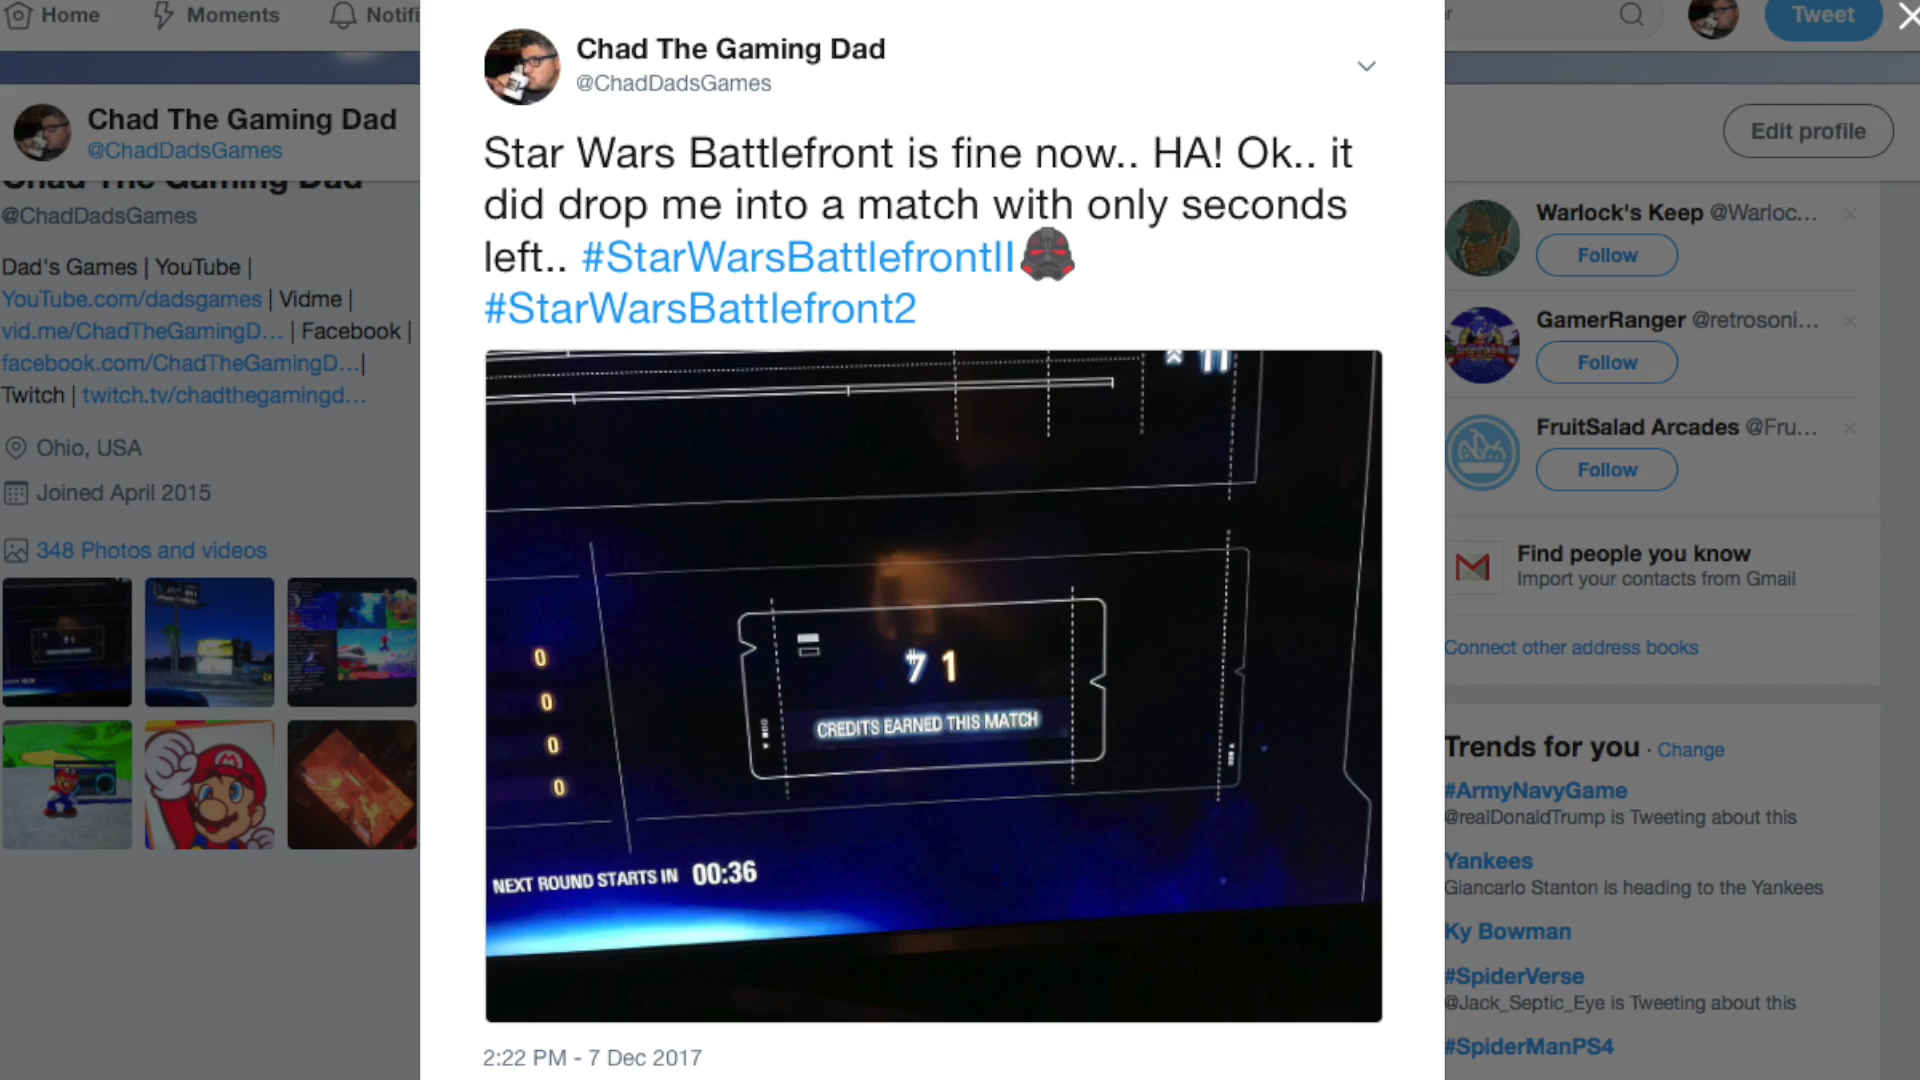 Home
Moments
Notifi
Tweet
Chad The Gaming Dad
@ChadDadsGames
Chad The Gaming Dad
@ChadDadsGames
Dad's Games | YouTube |
YouTube.com/dadsgames | Vidme |
vid.me/ChadTheGamingD... | Facebook |
facebook.com/ChadTheGamingD...|
Twitch | twitch.tv/chadthegamingd...
Ohio, USA
Joined April 2015
348 Photos and videos
Chad The Gaming Dad
@ChadDadsGames
Star Wars Battlefront is fine now.. HA! Ok.. it
did drop me into a match with only seconds
left.. #StarWarsBattlefrontII
#StarWarsBattlefront2
11
0
0
0
0
71
CREDITS EARNED THIS MATCH
NEXT ROUND STARTS IN 00:36
2:22 PM - 7 Dec 2017
Edit profile
Warlock's Keep @Warloc...
Follow
GamerRanger @retrosoni...
Follow
FruitSalad Arcades @Fru...
Follow
Find people you know
Import your contacts from Gmail
Connect other address books
Trends for you · Change
#ArmyNavyGame
@realDonaldTrump is Tweeting about this
Yankees
Giancarlo Stanton is heading to the Yankees
Ky Bowman
#SpiderVerse
@Jack_Septic_Eye is Tweeting about this
#SpiderManPS4